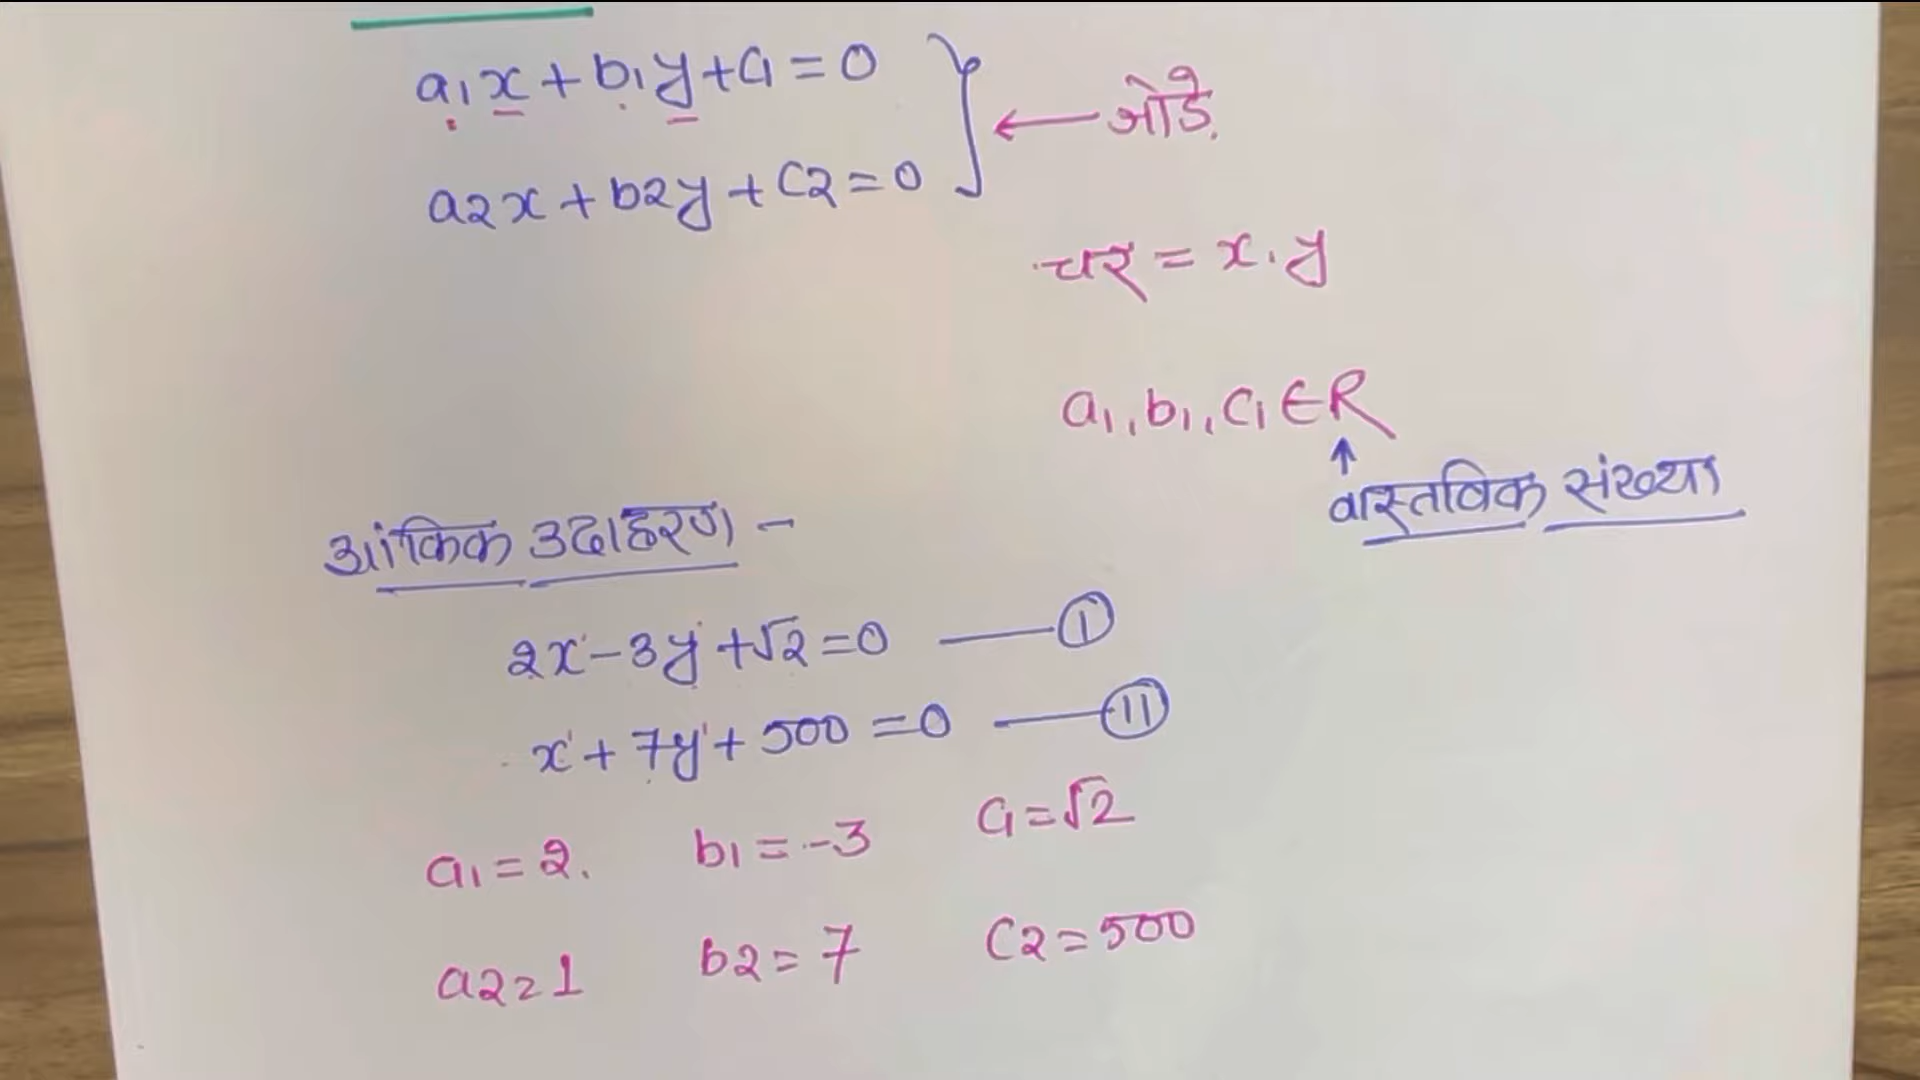 a₁x + b₁y + c₁ = 0
a2x + b2y + c2 = 0
← जोडे.
चर = x, y
a₁, b₁, c₁ ∈ R
↑
वास्तविक संख्या
आंकिक उदाहरण -
2x - 3y + √2 = 0 —— Ⓘ
x + 7y + 500 = 0 —— (II)
a₁ = 2. b₁ = -3 c₁ = √2
a2 = 1 b2 = 7 C2 = 500